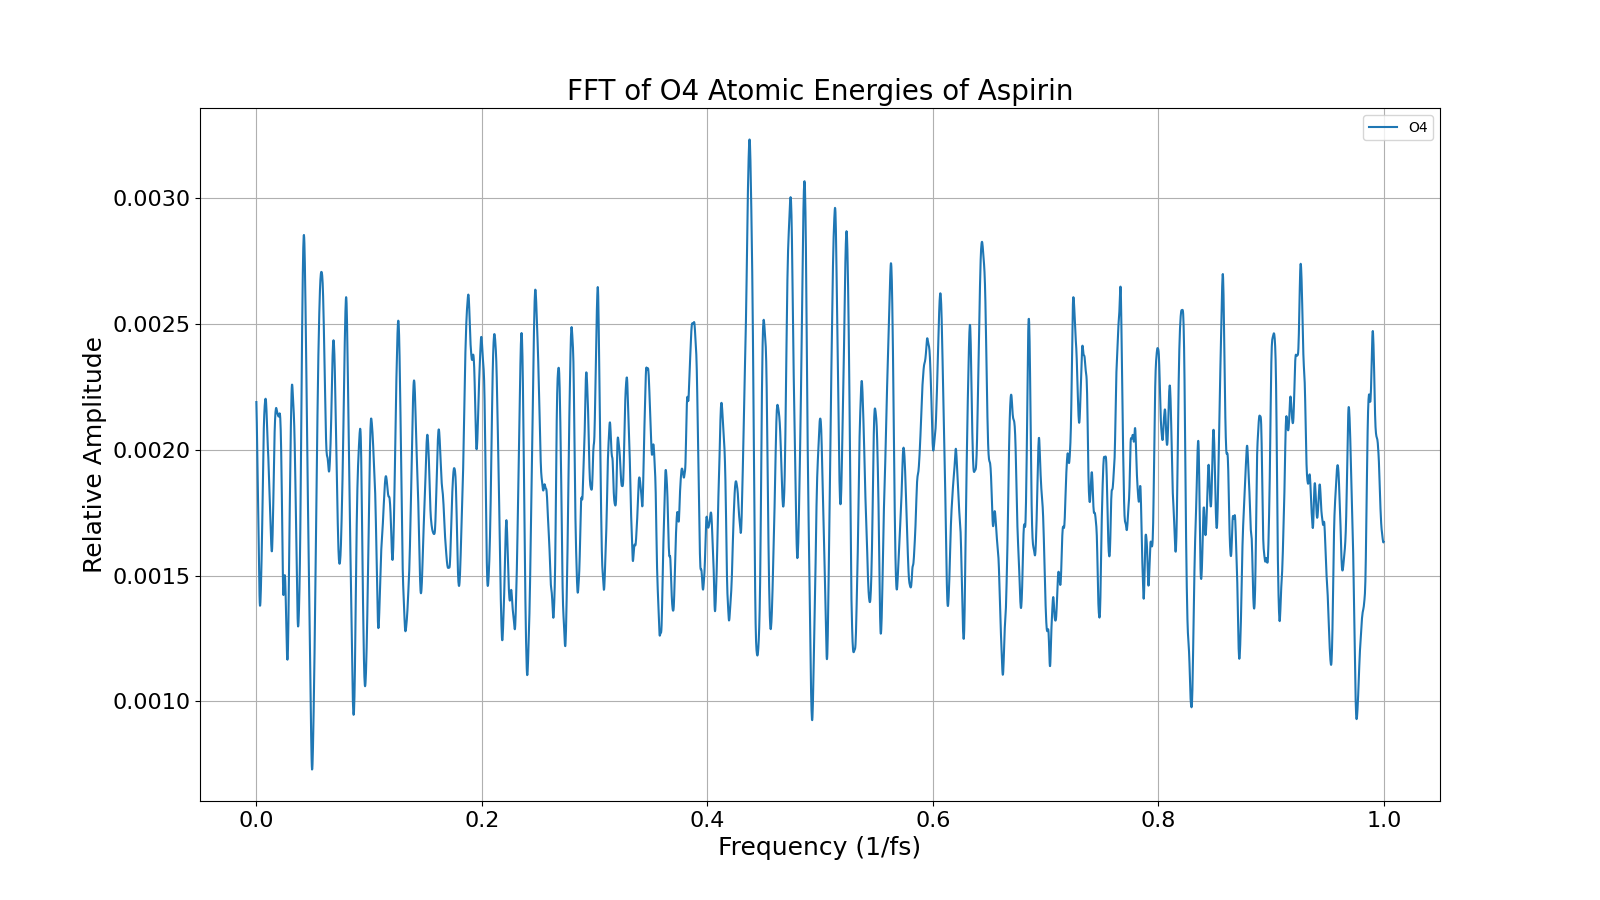 FFT of O4 Atomic Energies of Aspirin
O4
0.0030
0.0025
0.0020
0.0015
0.0010
Relative Amplitude
0.0 0.2 0.4 0.6 0.8 1.0
Frequency (1/fs)